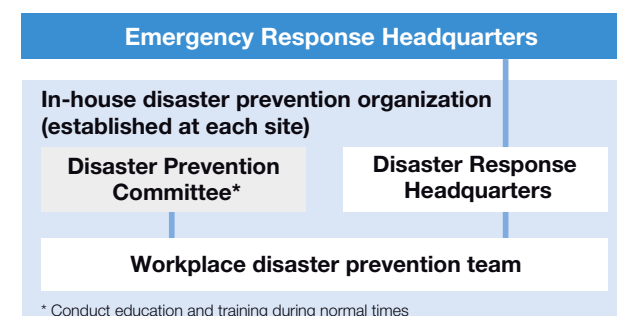 Emergency Response Headquarters
In-house disaster prevention organization
(established at each site)
Disaster Prevention
Committee*
Disaster Response
Headquarters
Workplace disaster prevention team
* Conduct education and training during normal times